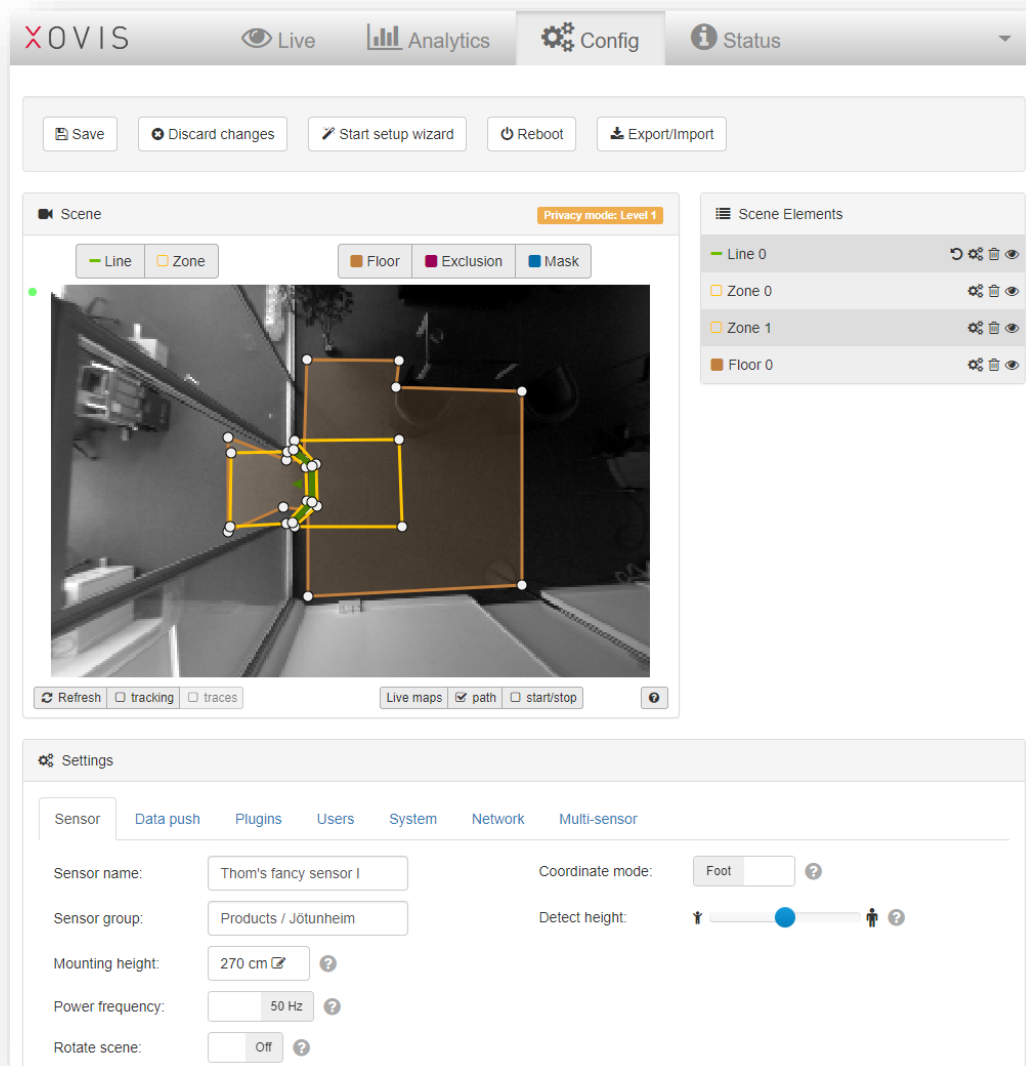 XOVIS
Live
Analytics
Config
Status
Save
Discard changes
Start setup wizard
Reboot
Export/Import
Scene
Privacy mode: Level 1
Line
Zone
Floor
Exclusion
Mask
Refresh
tracking
traces
Live maps
path
start/stop
Scene Elements
Line 0
Zone 0
Zone 1
Floor 0
Settings
Sensor
Data push
Plugins
Users
System
Network
Multi-sensor
Sensor name:
Thom's fancy sensor I
Sensor group:
Products / Jötunheim
Mounting height:
270 cm
Power frequency:
50 Hz
Rotate scene:
Off
Coordinate mode:
Foot
Detect height: